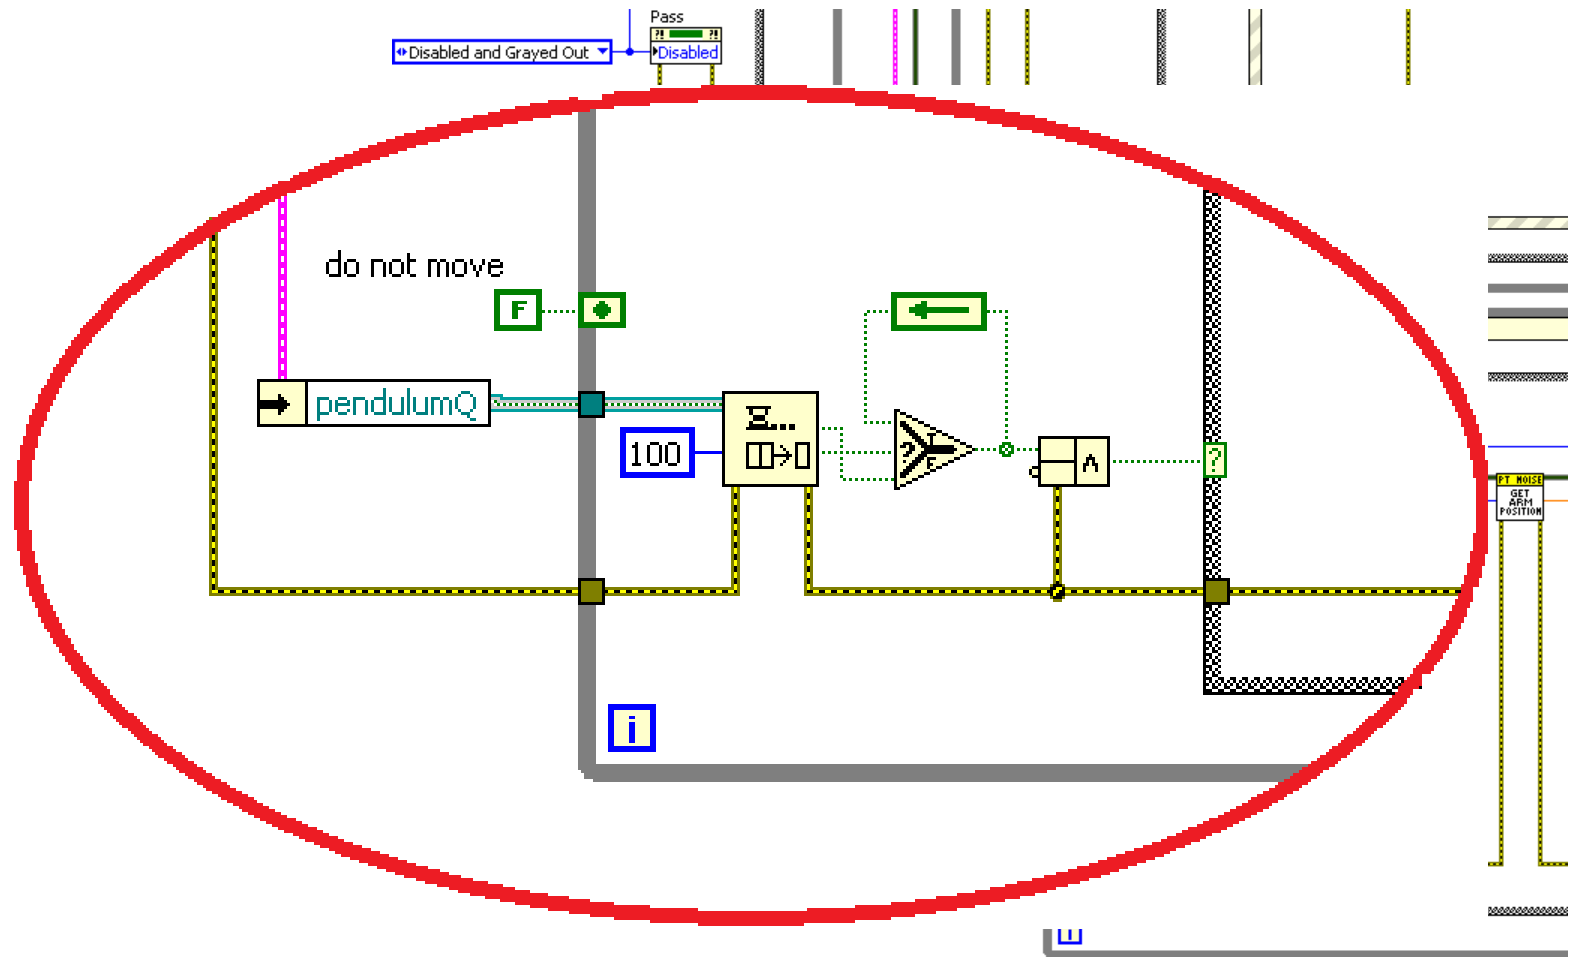 Pass
Disabled and Grayed Out
Disabled
do not move
F
pendulumQ
100
?
T
F
?
i
PT NOISE
GET
ARM
POSITION